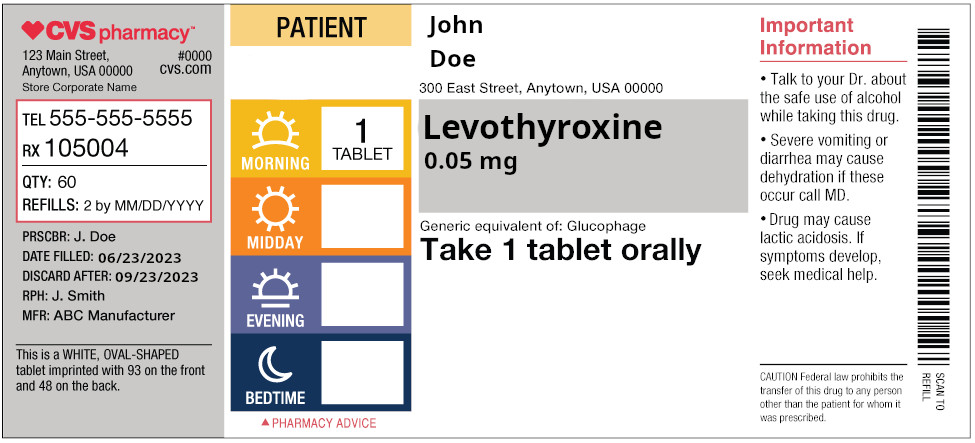 CVS pharmacy™
123 Main Street, #0000
Anytown, USA 00000 cvs.com
Store Corporate Name
TEL 555-555-5555
RX 105004
QTY: 60
REFILLS: 2 by MM/DD/YYYY
PRSCBR: J. Doe
DATE FILLED: 06/23/2023
DISCARD AFTER: 09/23/2023
RPH: J. Smith
MFR: ABC Manufacturer
This is a WHITE, OVAL-SHAPED
tablet imprinted with 93 on the front
and 48 on the back.
PATIENT
John
Doe
300 East Street, Anytown, USA 00000
MORNING
1
TABLET
MIDDAY
EVENING
BEDTIME
▲ PHARMACY ADVICE
Levothyroxine
0.05 mg
Generic equivalent of: Glucophage
Take 1 tablet orally
Important
Information
• Talk to your Dr. about
the safe use of alcohol
while taking this drug.
• Severe vomiting or
diarrhea may cause
dehydration if these
occur call MD.
• Drug may cause
lactic acidosis. If
symptoms develop,
seek medical help.
CAUTION Federal law prohibits the
transfer of this drug to any person
other than the patient for whom it
was prescribed.
SCAN TO
REFILL